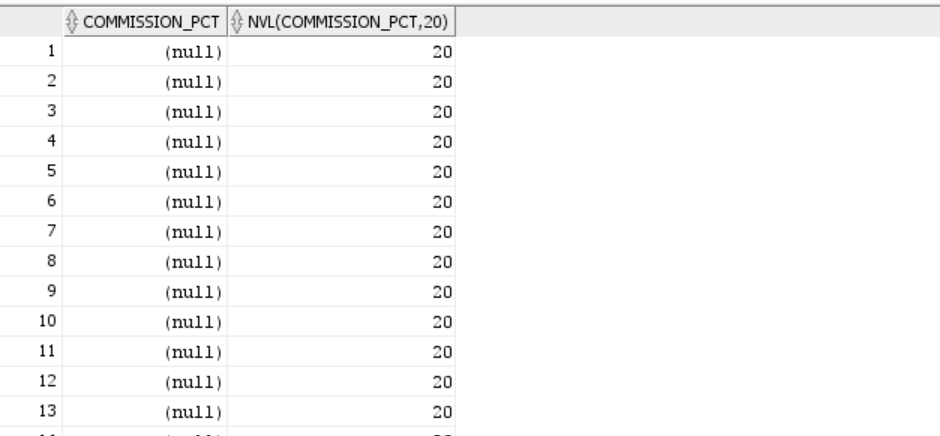 COMMISSION_PCT NVL(COMMISSION_PCT,20)
1 (null) 20
2 (null) 20
3 (null) 20
4 (null) 20
5 (null) 20
6 (null) 20
7 (null) 20
8 (null) 20
9 (null) 20
10 (null) 20
11 (null) 20
12 (null) 20
13 (null) 20